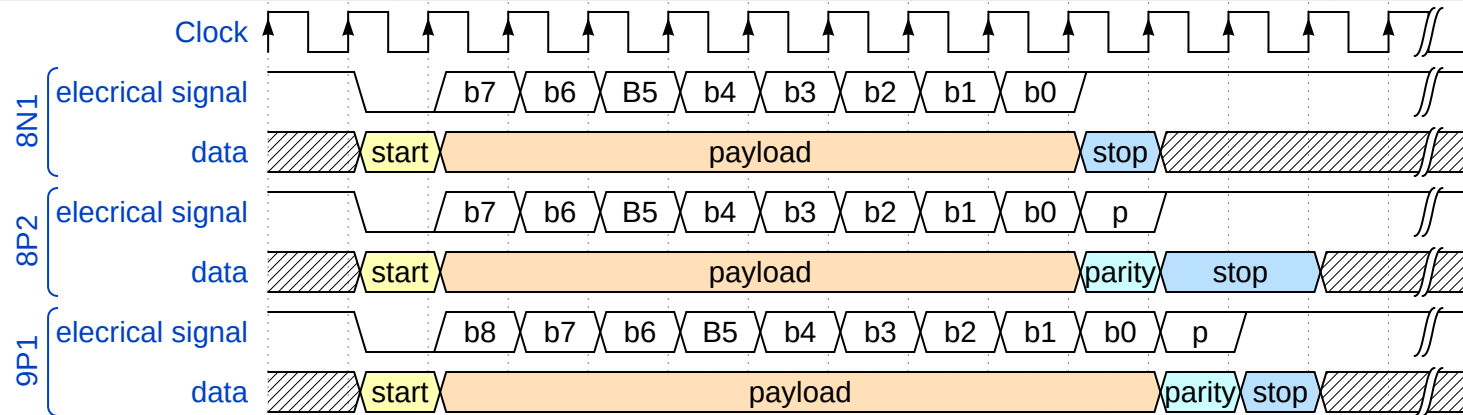 Clock
8N1
elecrical signal b7 b6 B5 b4 b3 b2 b1 b0
data start payload stop
8P2
elecrical signal b7 b6 B5 b4 b3 b2 b1 b0 p
data start payload parity stop
9P1
elecrical signal b8 b7 b6 B5 b4 b3 b2 b1 b0 p
data start payload parity stop